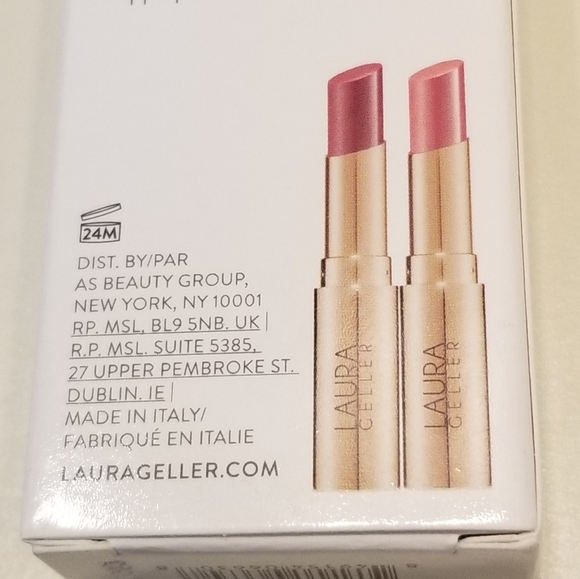 24M
DIST. BY/PAR
AS BEAUTY GROUP,
NEW YORK, NY 10001
RP. MSL, BL9 5NB. UK |
R.P. MSL. SUITE 5385,
27 UPPER PEMBROKE ST.
DUBLIN. IE |
MADE IN ITALY/
FABRIQUÉ EN ITALIE
LAURAGELLER.COM
LAURA
GELLER
LAURA
GELLER